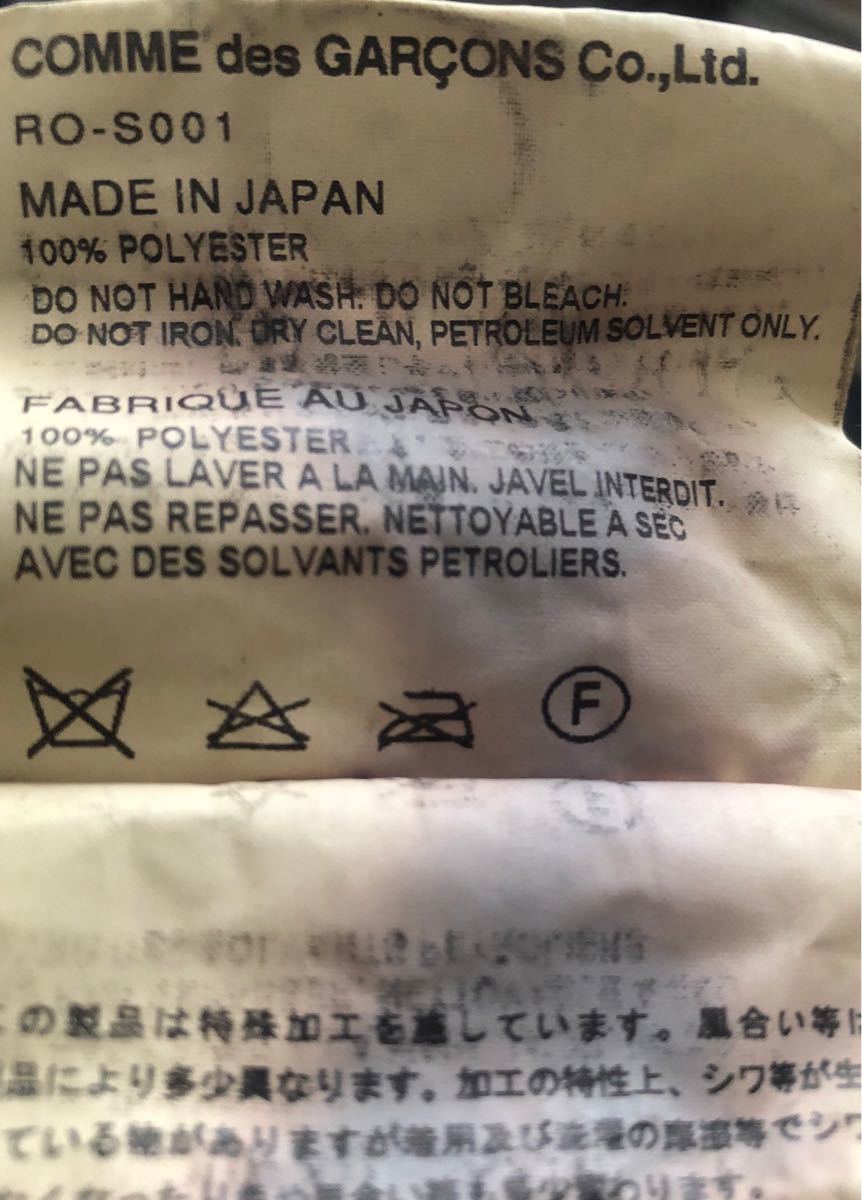 COMME des GARÇONS Co.,Ltd.
RO-S001
MADE IN JAPAN
100% POLYESTER
DO NOT HAND WASH. DO NOT BLEACH.
DO NOT IRON. DRY CLEAN, PETROLEUM SOLVENT ONLY.
FABRIQUE AU JAPON
100% POLYESTER
NE PAS LAVER A LA MAIN. JAVEL INTERDIT.
NE PAS REPASSER. NETTOYABLE A SEC
AVEC DES SOLVANTS PETROLIERS.
F
の製品は特殊加工を施しています。風合い等は
品により多少異なります。加工の特性上、シワ等が生
ている物がありますが着用及び洗濯の摩擦等でシワ